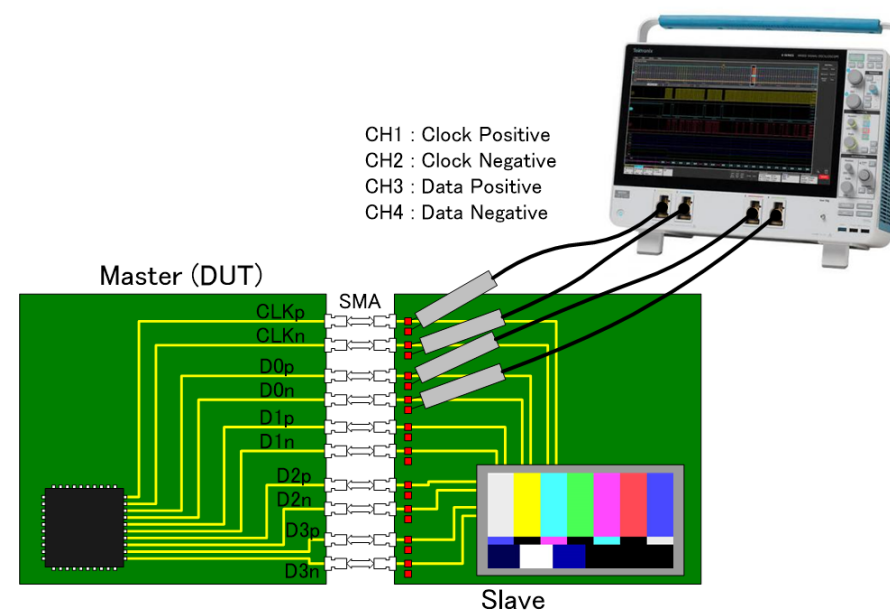 Tektronix
CH1 : Clock Positive
CH2 : Clock Negative
CH3 : Data Positive
CH4 : Data Negative
Master (DUT)
SMA
CLKp
CLKn
D0p
D0n
D1p
D1n
D2p
D2n
D3p
D3n
Slave